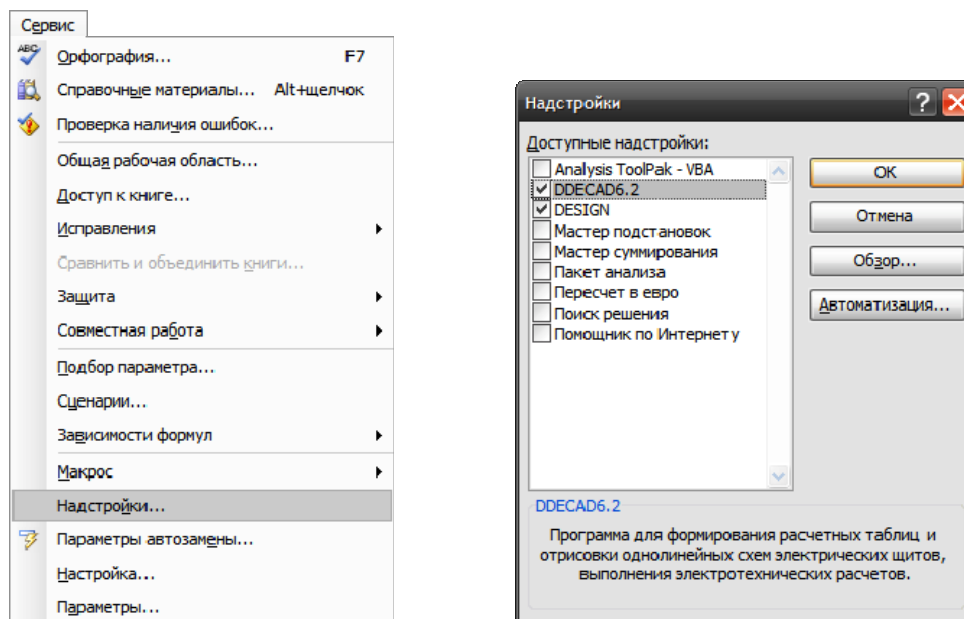 Сервис
Орфография... F7
Справочные материалы... Alt+щелчок
Проверка наличия ошибок...
Общая рабочая область...
Доступ к книге...
Исправления
Сравнить и объединить книги...
Защита
Совместная работа
Подбор параметра...
Сценарии...
Зависимости формул
Макрос
Надстройки...
Параметры автозамены...
Настройка...
Параметры...
Надстройки
Доступные надстройки:
Analysis ToolPak - VBA
DDECAD6.2
DESIGN
Мастер подстановок
Мастер суммирования
Пакет анализа
Пересчет в евро
Поиск решения
Помощник по Интернету
ОК
Отмена
Обзор...
Автоматизация...
DDECAD6.2
Программа для формирования расчетных таблиц и
отрисовки однолинейных схем электрических щитов,
выполнения электротехнических расчетов.